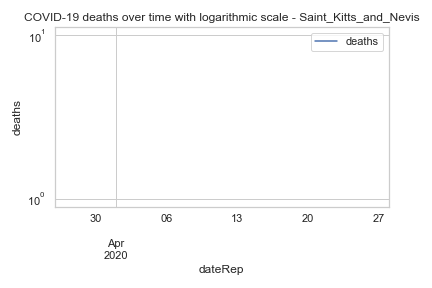 COVID-19 deaths over time with logarithmic scale - Saint_Kitts_and_Nevis
deaths
10¹
deaths
10⁰
30 06 13 20 27
Apr
2020
dateRep